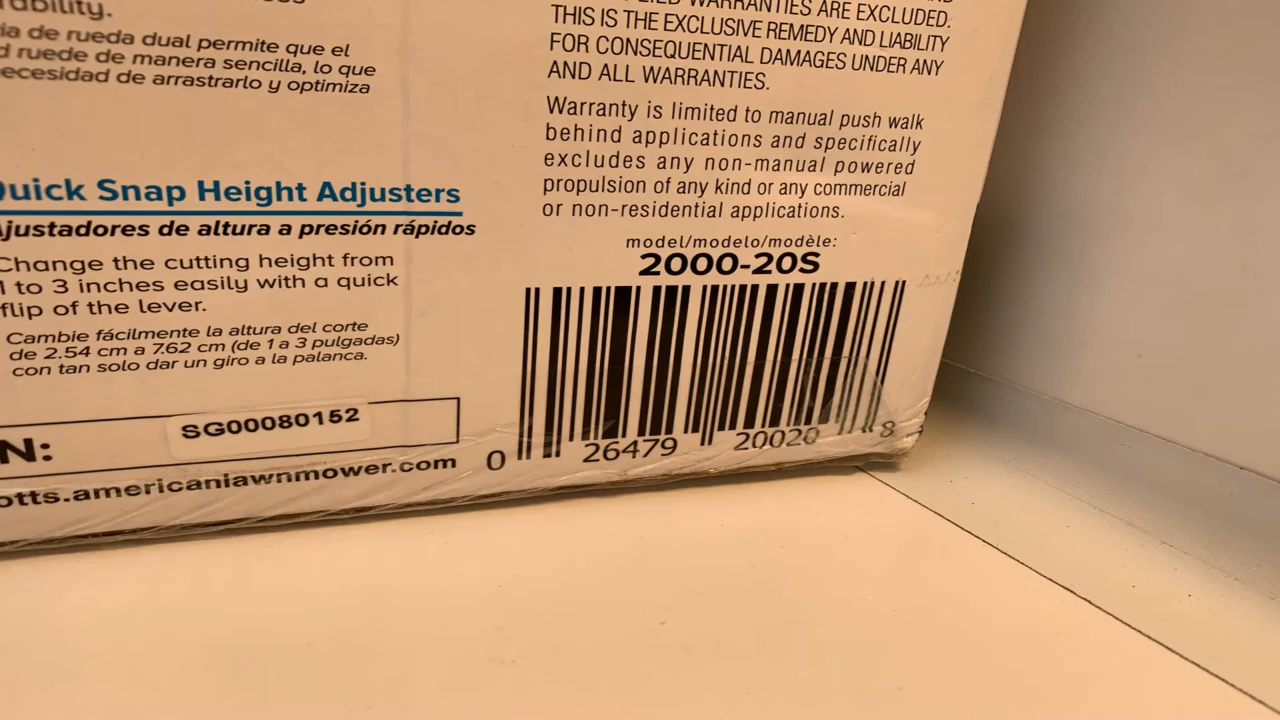 rability.
ia de rueda dual permite que el
d ruede de manera sencilla, lo que
ecesidad de arrastrarlo y optimiza
Quick Snap Height Adjusters
justadores de altura a presión rápidos
Change the cutting height from
1 to 3 inches easily with a quick
flip of the lever.
Cambie fácilmente la altura del corte
de 2.54 cm a 7.62 cm (de 1 a 3 pulgadas)
con tan solo dar un giro a la palanca.
N: SG00080152
otts.americanlawnmower.com
WARRANTIES ARE EXCLUDED.
THIS IS THE EXCLUSIVE REMEDY AND LIABILITY
FOR CONSEQUENTIAL DAMAGES UNDER ANY
AND ALL WARRANTIES.
Warranty is limited to manual push walk
behind applications and specifically
excludes any non-manual powered
propulsion of any kind or any commercial
or non-residential applications.
model/modelo/modèle:
2000-20S
0 26479 20020 8